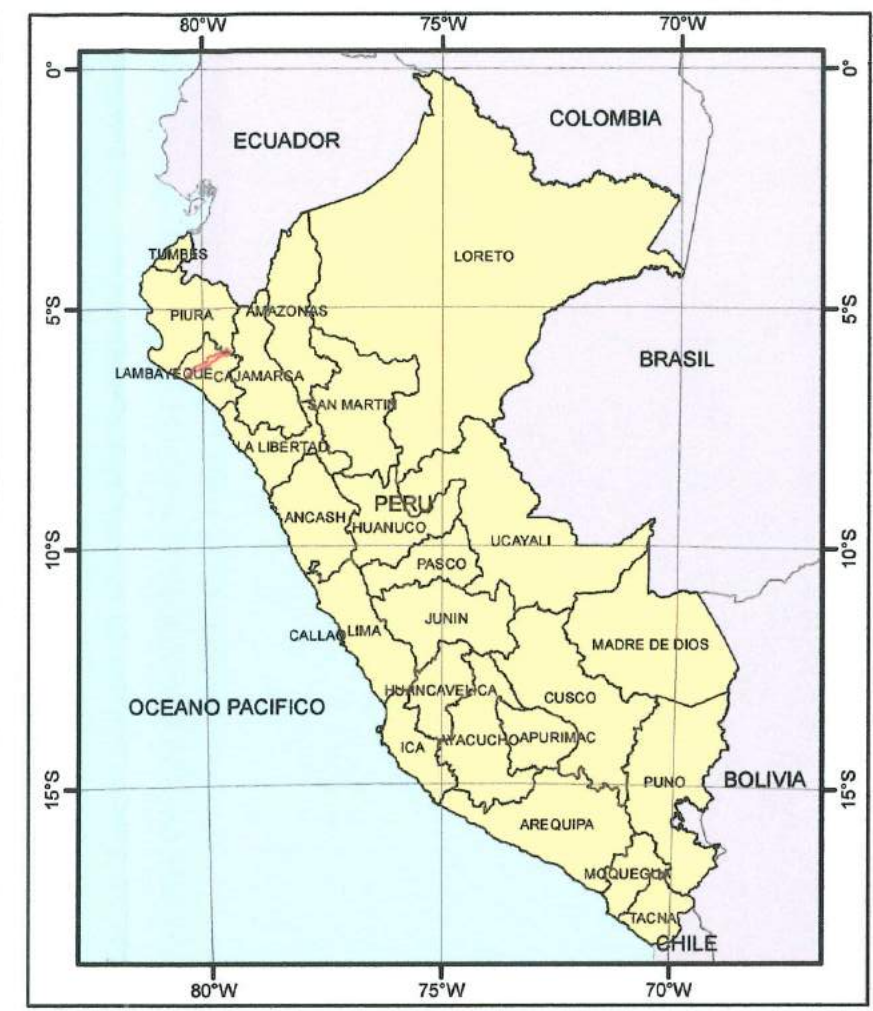 80°W 75°W 70°W
0° 0°
COLOMBIA
ECUADOR
TUMBES
LORETO
5°S 5°S
PIURA
AMAZONAS
BRASIL
LAMBAYEQUE
CAJAMARCA
SAN MARTIN
LA LIBERTAD
PERU
ANCASH
HUANUCO
UCAYALI
10°S 10°S
PASCO
JUNIN
CALLAO
LIMA
MADRE DE DIOS
HUANCAVELICA
CUSCO
OCEANO PACIFICO
ICA
AYACUCHO
APURIMAC
PUNO
BOLIVIA
15°S 15°S
AREQUIPA
MOQUEGUA
TACNA
CHILE
80°W 75°W 70°W